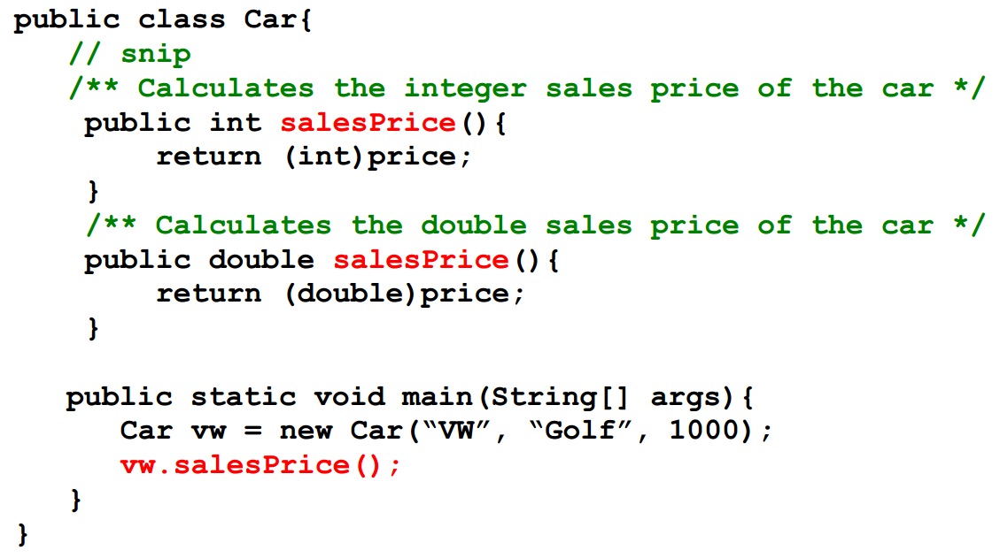 public class Car{
// snip
/** Calculates the integer sales price of the car */
public int salesPrice(){
return (int)price;
}
/** Calculates the double sales price of the car */
public double salesPrice(){
return (double)price;
}
public static void main(String[] args){
Car vw = new Car(“VW”, “Golf”, 1000);
vw.salesPrice();
}
}